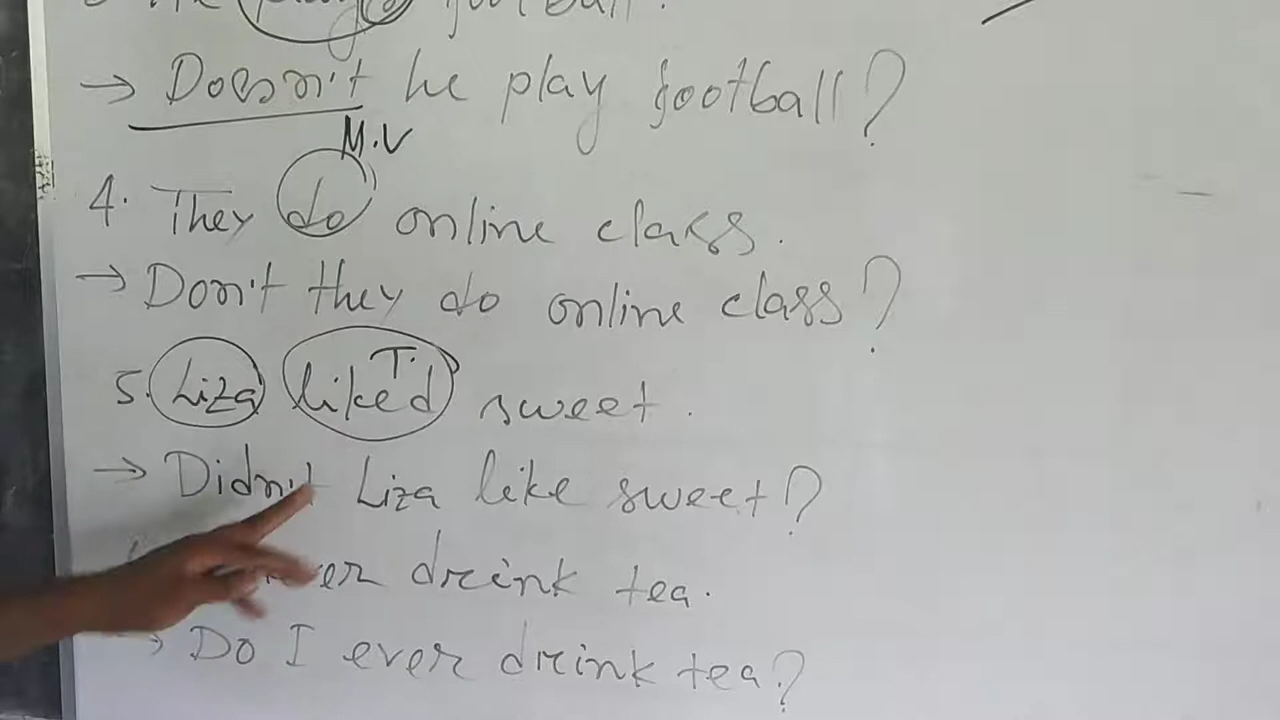 football.
→ Doesn't he play football?
M.V
4. They do online class.
→ Don't they do online class?
5. Liza liked T. sweet.
→ Didn't Liza like sweet?
drink tea.
→ Do I ever drink tea?